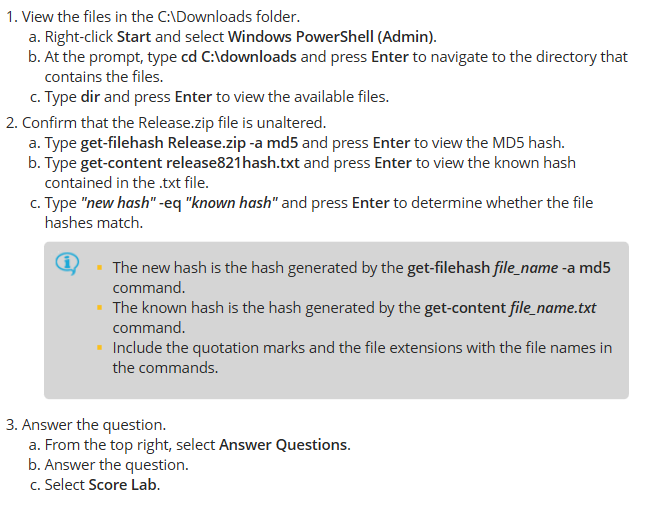 1. View the files in the C:\Downloads folder.
a. Right-click Start and select Windows PowerShell (Admin).
b. At the prompt, type cd C:\downloads and press Enter to navigate to the directory that
contains the files.
c. Type dir and press Enter to view the available files.
2. Confirm that the Release.zip file is unaltered.
a. Type get-filehash Release.zip -a md5 and press Enter to view the MD5 hash.
b. Type get-content release821hash.txt and press Enter to view the known hash
contained in the .txt file.
c. Type "new hash" -eq "known hash" and press Enter to determine whether the file
hashes match.
The new hash is the hash generated by the get-filehash file_name -a md5
command.
The known hash is the hash generated by the get-content file_name.txt
command.
Include the quotation marks and the file extensions with the file names in
the commands.
3. Answer the question.
a. From the top right, select Answer Questions.
b. Answer the question.
c. Select Score Lab.